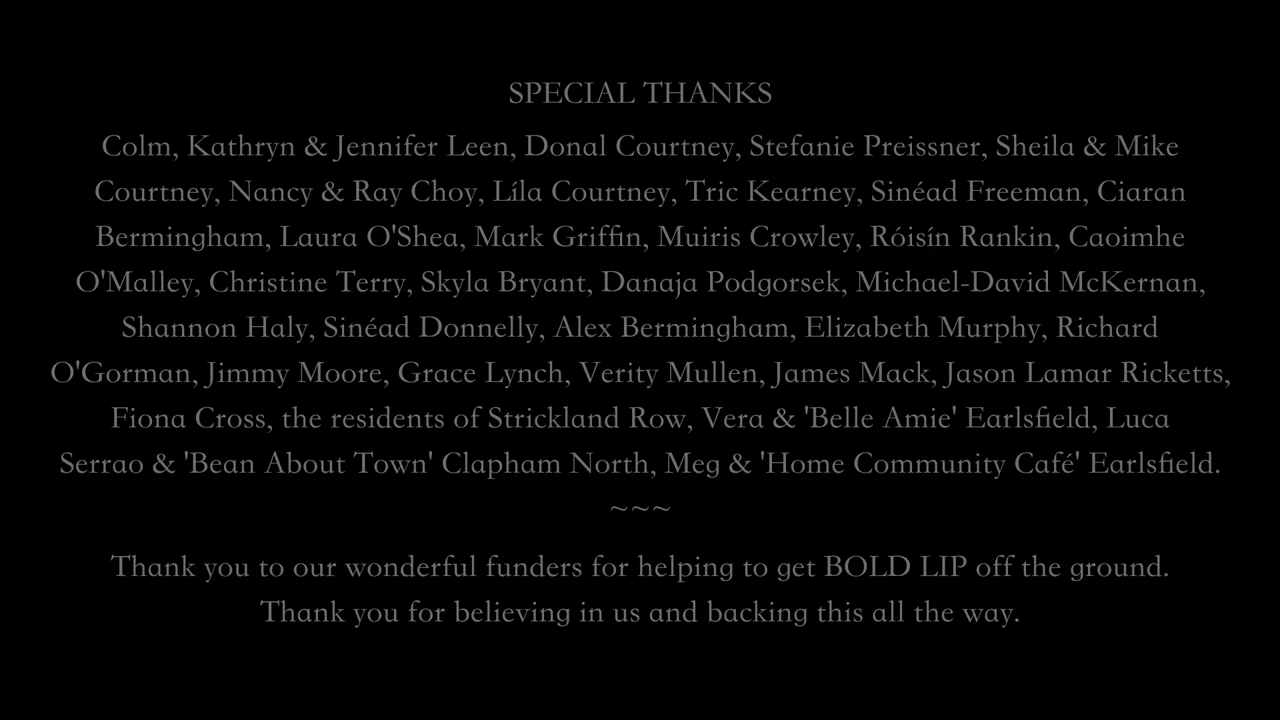 SPECIAL THANKS
Colm, Kathryn & Jennifer Leen, Donal Courtney, Stefanie Preissner, Sheila & Mike
Courtney, Nancy & Ray Choy, Líla Courtney, Tric Kearney, Sinéad Freeman, Ciaran
Bermingham, Laura O'Shea, Mark Griffin, Muiris Crowley, Róisín Rankin, Caoimhe
O'Malley, Christine Terry, Skyla Bryant, Danaja Podgorsek, Michael-David McKernan,
Shannon Haly, Sinéad Donnelly, Alex Bermingham, Elizabeth Murphy, Richard
O'Gorman, Jimmy Moore, Grace Lynch, Verity Mullen, James Mack, Jason Lamar Ricketts,
Fiona Cross, the residents of Strickland Row, Vera & 'Belle Amie' Earlsfield, Luca
Serrao & 'Bean About Town' Clapham North, Meg & 'Home Community Café' Earlsfield.
~~~
Thank you to our wonderful funders for helping to get BOLD LIP off the ground.
Thank you for believing in us and backing this all the way.